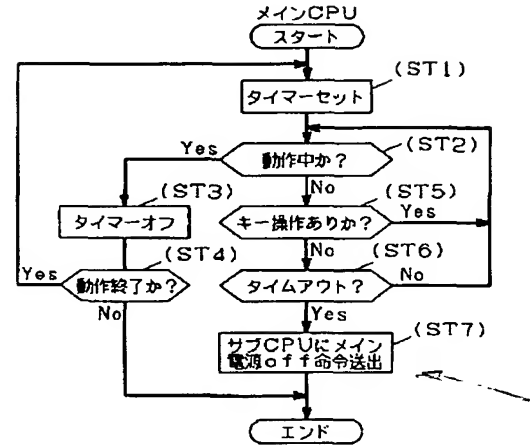 メインCPU
スタート
(ST1)
タイマーセット
Yes
動作中か?
(ST2)
No
(ST3)
タイマーオフ
キー操作ありか?
(ST5)
Yes
No
(ST4)
Yes
動作終了か?
No
タイムアウト?
(ST6)
No
Yes
サブCPUにメイン
電源off命令送出
(ST7)
エンド